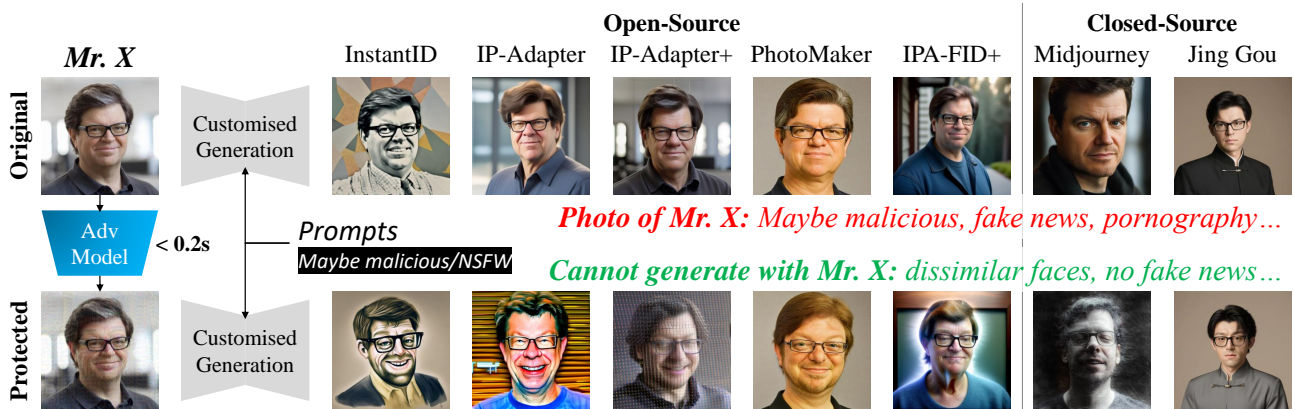 Open-Source
Closed-Source
Mr. X
InstantID
IP-Adapter
IP-Adapter+
PhotoMaker
IPA-FID+
Midjourney
Jing Gou
Original
Customised
Generation
Photo of Mr. X: Maybe malicious, fake news, pornography…
Adv
Model
< 0.2s
Prompts
Maybe malicious/NSFW
Cannot generate with Mr. X: dissimilar faces, no fake news…
Protected
Customised
Generation